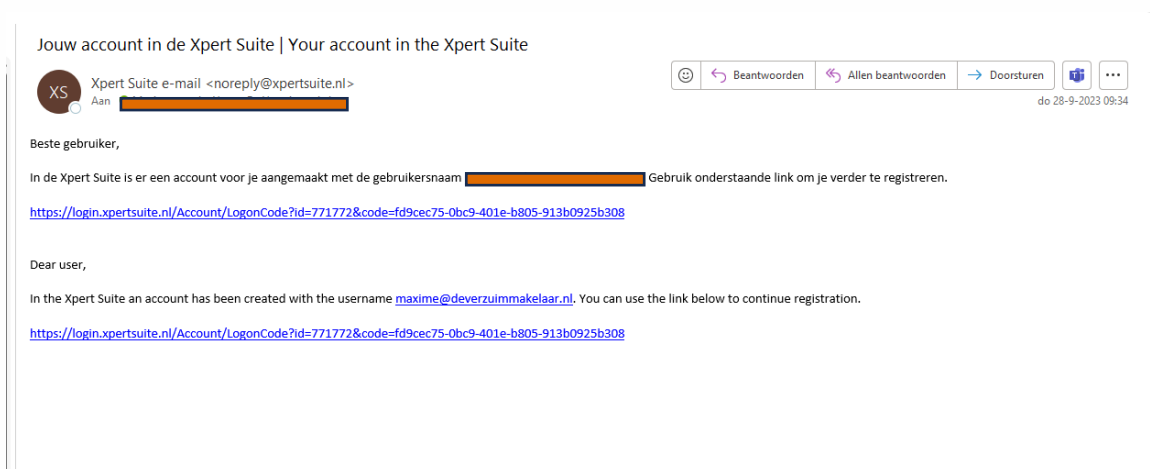 Jouw account in de Xpert Suite | Your account in the Xpert Suite
XS
Xpert Suite e-mail <noreply@xpertsuite.nl>
Aan
Beantwoorden
Allen beantwoorden
Doorsturen
do 28-9-2023 09:34
Beste gebruiker,
In de Xpert Suite is er een account voor je aangemaakt met de gebruikersnaam Gebruik onderstaande link om je verder te registreren.
https://login.xpertsuite.nl/Account/LogonCode?id=771772&code=fd9cec75-0bc9-401e-b805-913b0925b308
Dear user,
In the Xpert Suite an account has been created with the username maxime@deverzuimmakelaar.nl. You can use the link below to continue registration.
https://login.xpertsuite.nl/Account/LogonCode?id=771772&code=fd9cec75-0bc9-401e-b805-913b0925b308